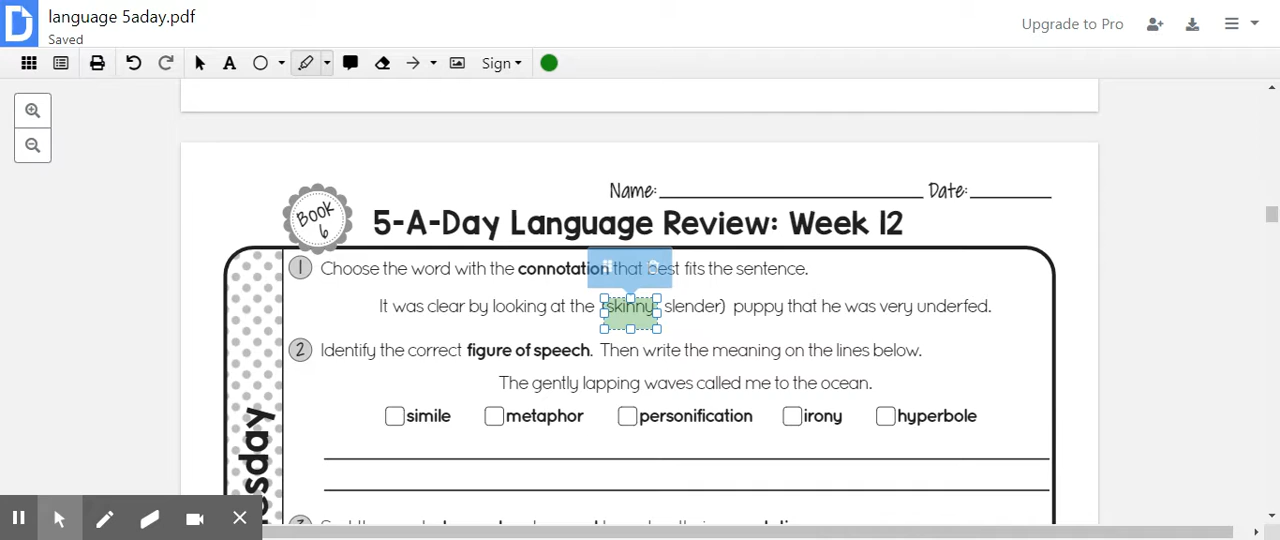 language 5aday.pdf
Saved
Upgrade to Pro
A
Sign
Name: Date:
Book 6
5-A-Day Language Review: Week 12
1 Choose the word with the connotation that best fits the sentence.
It was clear by looking at the (skinny, slender) puppy that he was very underfed.
2 Identify the correct figure of speech. Then write the meaning on the lines below.
The gently lapping waves called me to the ocean.
simile metaphor personification irony hyperbole
sday